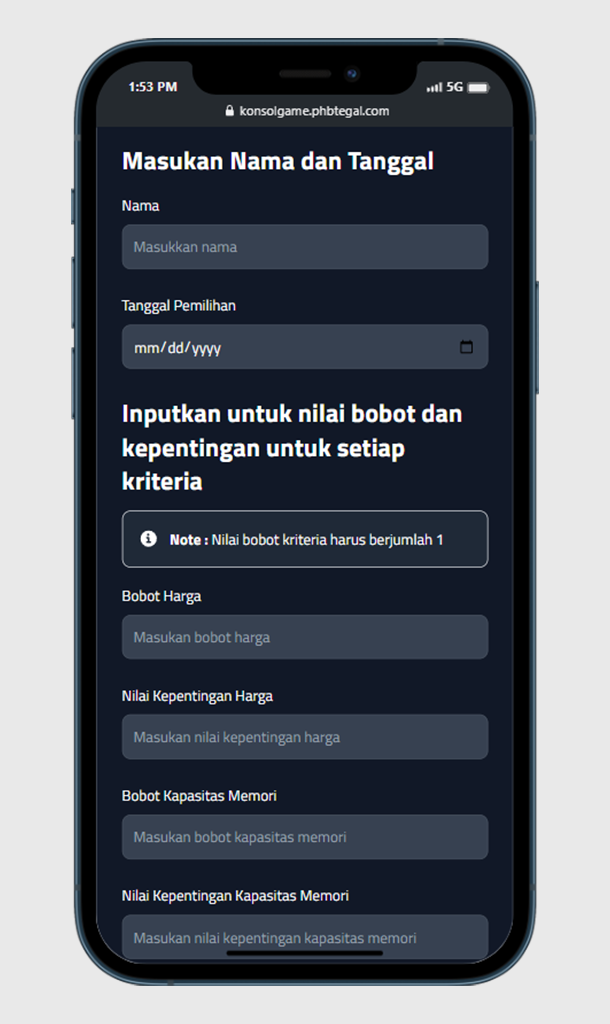 1:53 PM
5G
konsolgame.phbtegal.com
Masukan Nama dan Tanggal
Nama
Masukkan nama
Tanggal Pemilihan
mm/dd/yyyy
Inputkan untuk nilai bobot dan
kepentingan untuk setiap
kriteria
Note : Nilai bobot kriteria harus berjumlah 1
Bobot Harga
Masukan bobot harga
Nilai Kepentingan Harga
Masukan nilai kepentingan harga
Bobot Kapasitas Memori
Masukan bobot kapasitas memori
Nilai Kepentingan Kapasitas Memori
Masukan nilai kepentingan kapasitas memori